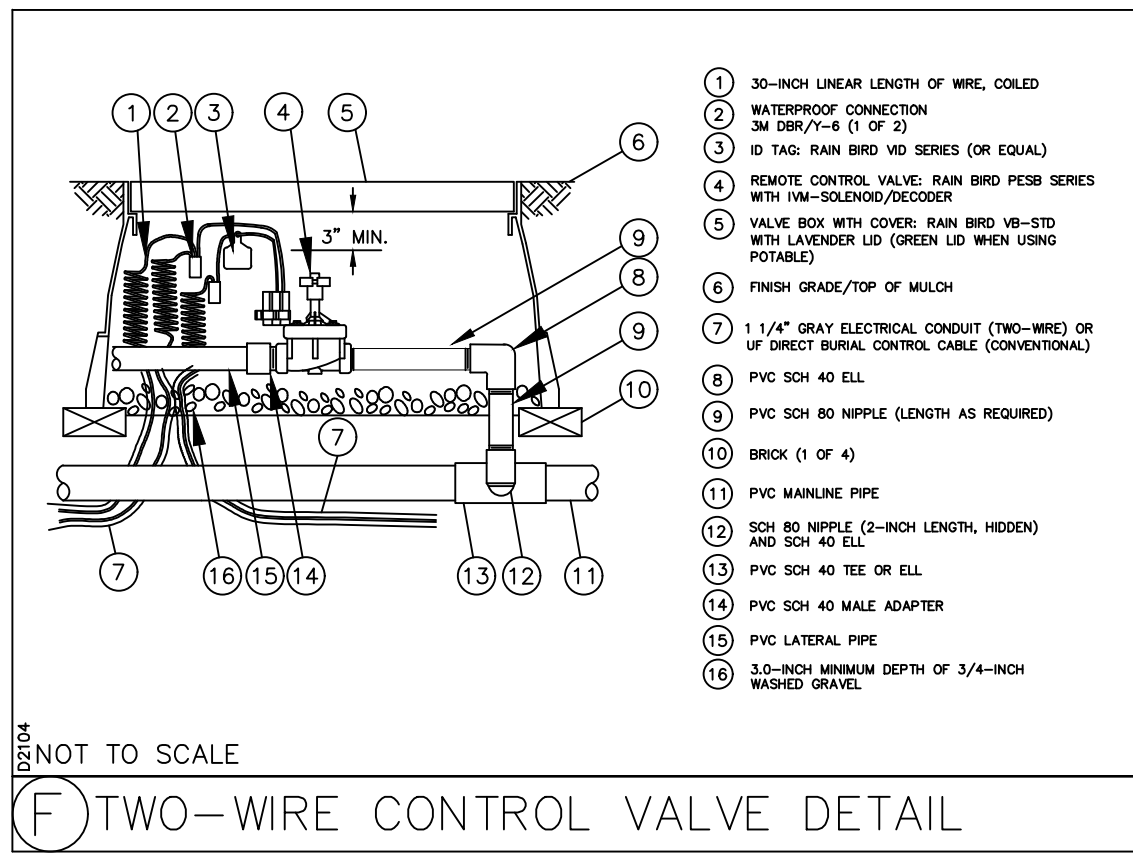 1 2 3 4 5
6
3" MIN.
9
8
9
10
7
7
16 15 14 13 12 11
1 30-INCH LINEAR LENGTH OF WIRE, COILED
2 WATERPROOF CONNECTION
3M DBR/Y-6 (1 OF 2)
3 ID TAG: RAIN BIRD VID SERIES (OR EQUAL)
4 REMOTE CONTROL VALVE: RAIN BIRD PESB SERIES
WITH IVM-SOLENOID/DECODER
5 VALVE BOX WITH COVER: RAIN BIRD VB-STD
WITH LAVENDER LID (GREEN LID WHEN USING
POTABLE)
6 FINISH GRADE/TOP OF MULCH
7 1 1/4" GRAY ELECTRICAL CONDUIT (TWO-WIRE) OR
UF DIRECT BURIAL CONTROL CABLE (CONVENTIONAL)
8 PVC SCH 40 ELL
9 PVC SCH 80 NIPPLE (LENGTH AS REQUIRED)
10 BRICK (1 OF 4)
11 PVC MAINLINE PIPE
12 SCH 80 NIPPLE (2-INCH LENGTH, HIDDEN)
AND SCH 40 ELL
13 PVC SCH 40 TEE OR ELL
14 PVC SCH 40 MALE ADAPTER
15 PVC LATERAL PIPE
16 3.0-INCH MINIMUM DEPTH OF 3/4-INCH
WASHED GRAVEL
D2104
NOT TO SCALE
F TWO-WIRE CONTROL VALVE DETAIL